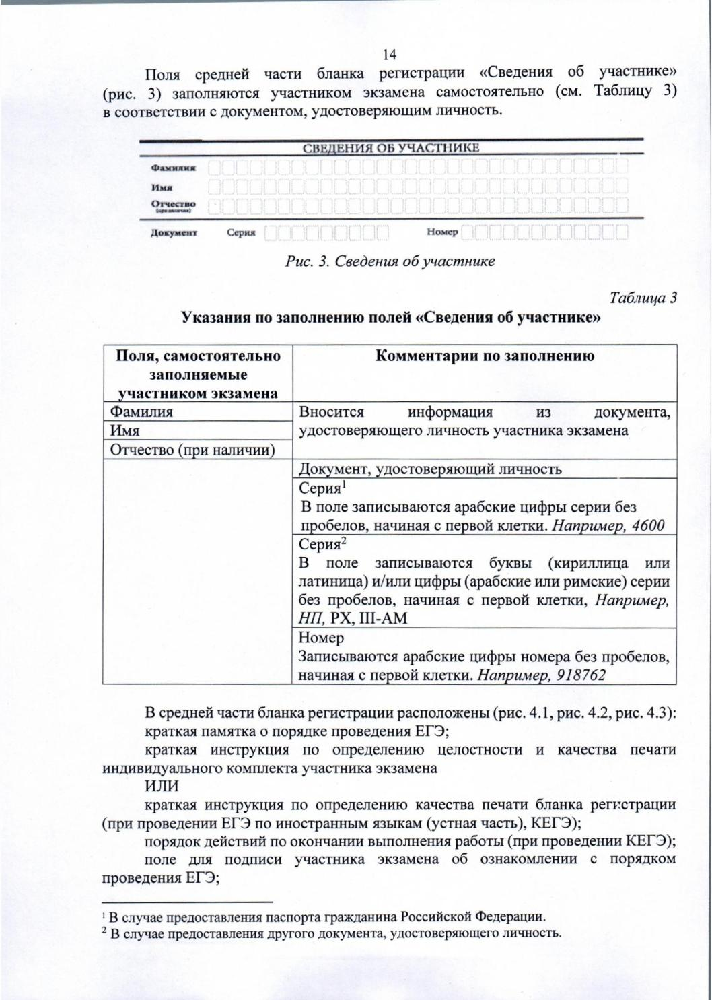 14
Поля средней части бланка регистрации «Сведения об участнике»
(рис. 3) заполняются участником экзамена самостоятельно (см. Таблицу 3)
в соответствии с документом, удостоверяющим личность.
СВЕДЕНИЯ ОБ УЧАСТНИКЕ
Фамилия
Имя
Отчество
(при наличии)
Документ Серия Номер
Рис. 3. Сведения об участнике
Таблица 3
Указания по заполнению полей «Сведения об участнике»
Поля, самостоятельно
заполняемые
участником экзамена
Комментарии по заполнению
Фамилия
Имя
Отчество (при наличии)
Вносится информация из документа,
удостоверяющего личность участника экзамена
Документ, удостоверяющий личность
Серия¹
В поле записываются арабские цифры серии без
пробелов, начиная с первой клетки. Например, 4600
Серия²
В поле записываются буквы (кириллица или
латиница) и/или цифры (арабские или римские) серии
без пробелов, начиная с первой клетки, Например,
НП, РХ, III-АМ
Номер
Записываются арабские цифры номера без пробелов,
начиная с первой клетки. Например, 918762
В средней части бланка регистрации расположены (рис. 4.1, рис. 4.2, рис. 4.3):
краткая памятка о порядке проведения ЕГЭ;
краткая инструкция по определению целостности и качества печати
индивидуального комплекта участника экзамена
ИЛИ
краткая инструкция по определению качества печати бланка регистрации
(при проведении ЕГЭ по иностранным языкам (устная часть), КЕГЭ);
порядок действий по окончании выполнения работы (при проведении КЕГЭ);
поле для подписи участника экзамена об ознакомлении с порядком
проведения ЕГЭ;
¹ В случае предоставления паспорта гражданина Российской Федерации.
² В случае предоставления другого документа, удостоверяющего личность.